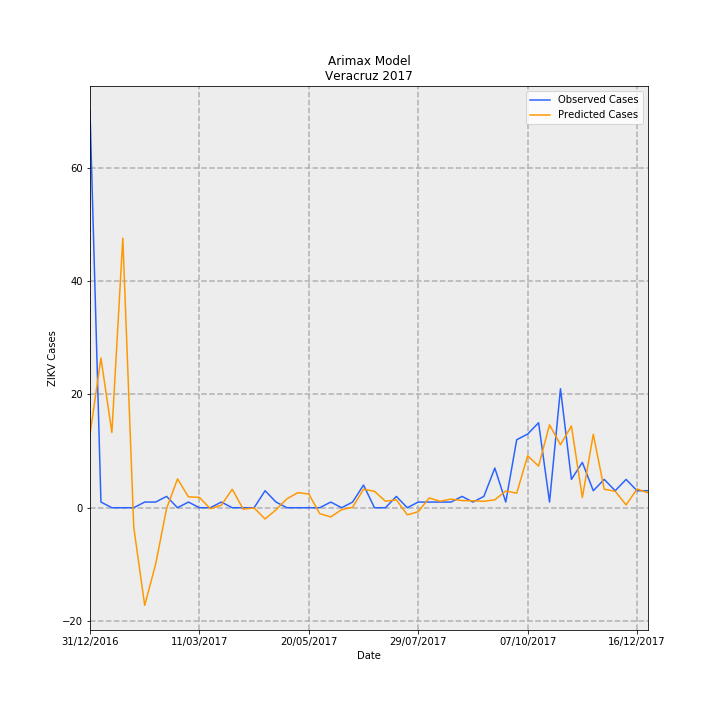 Arimax Model
Veracruz 2017
Observed Cases
Predicted Cases
ZIKV Cases
60
40
20
0
−20
31/12/2016
11/03/2017
20/05/2017
29/07/2017
07/10/2017
16/12/2017
Date